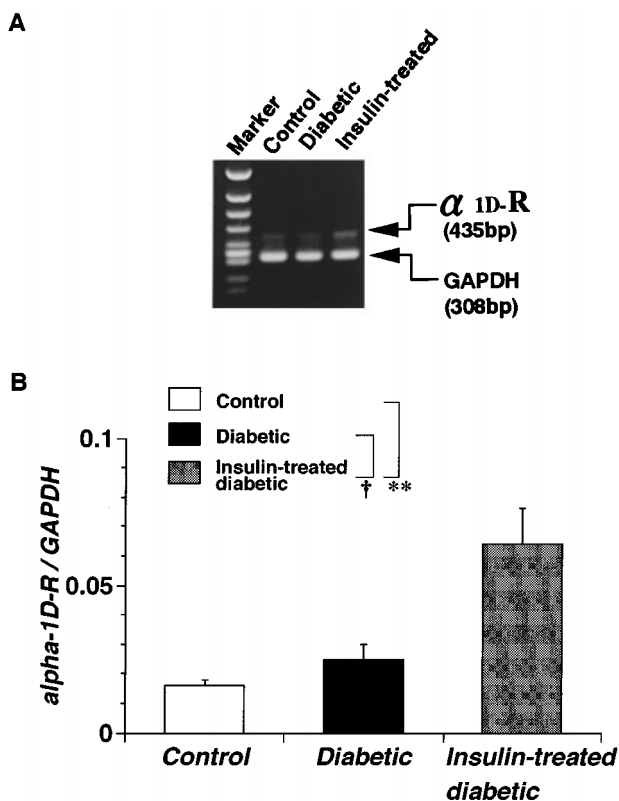 A
Marker
Control
Diabetic
Insulin-treated
α 1D-R
(435bp)
GAPDH
(308bp)
B
Control
Diabetic
Insulin-treated
diabetic
† **
alpha-1D-R / GAPDH
0.1
0.05
0
Control Diabetic Insulin-treated
diabetic